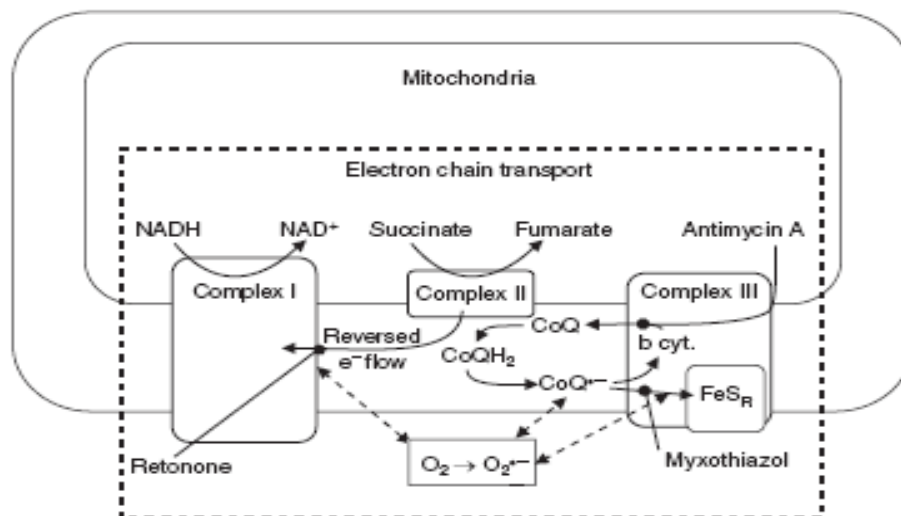 Mitochondria
Electron chain transport
NADH NAD⁺ Succinate Fumarate Antimycin A
Complex I Complex II Complex III
Reversed
e⁻ flow
CoQ
b cyt.
CoQH₂
CoQ•⁻
FeS_R
Retonone
O₂ → O₂•⁻
Myxothiazol